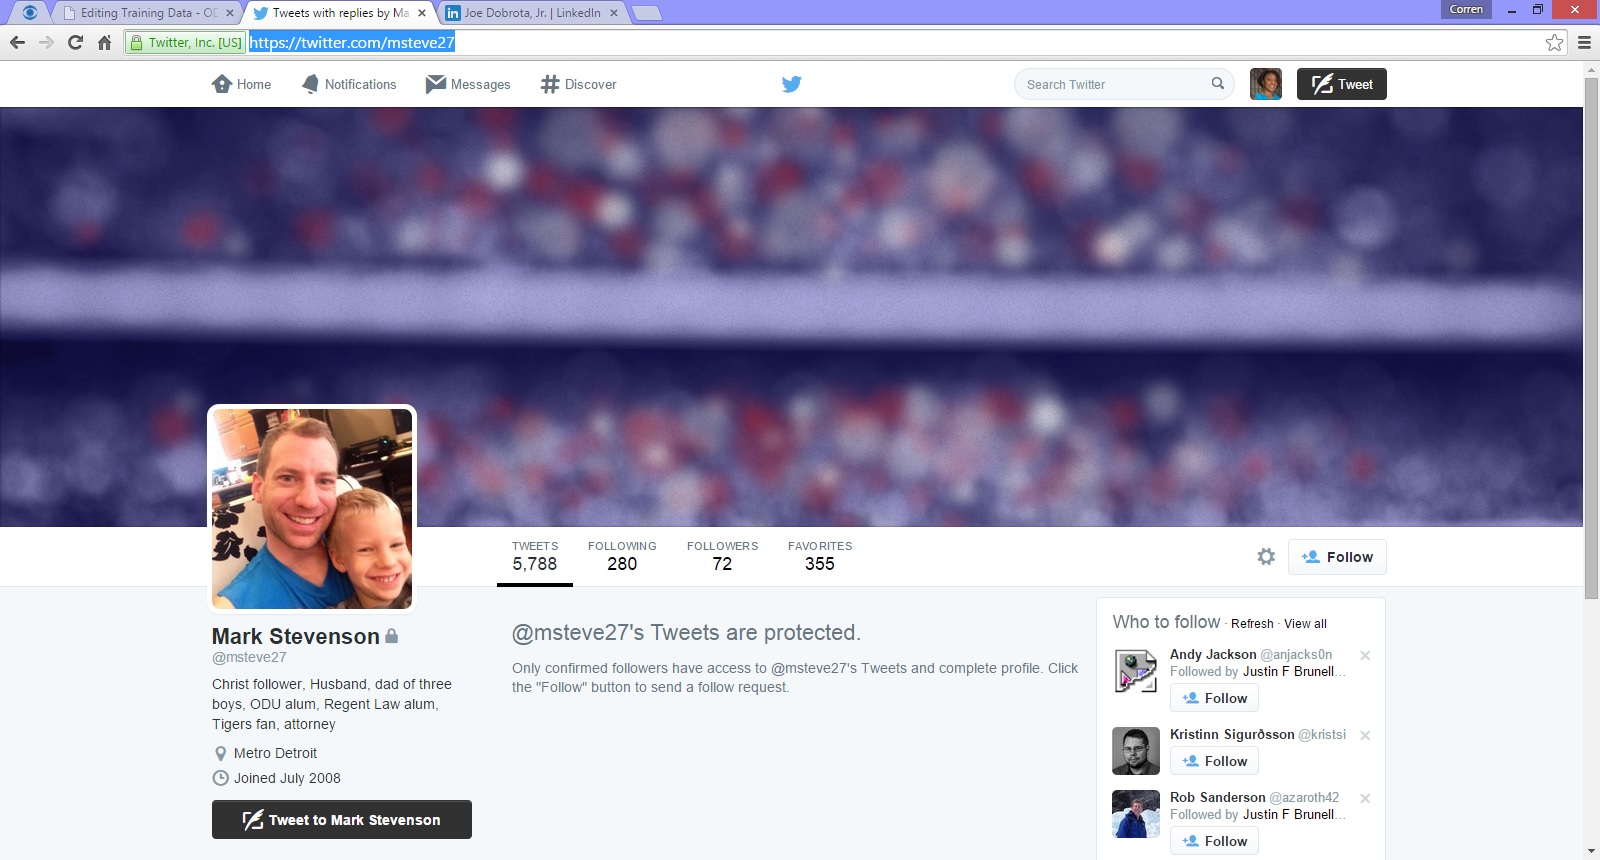 Editing Training Data - OD
Tweets with replies by Ma
Joe Dobrota, Jr. | LinkedIn
Corren
Twitter, Inc. [US]
https://twitter.com/msteve27
Home
Notifications
Messages
Discover
Search Twitter
Tweet
TWEETS
5,788
FOLLOWING
280
FOLLOWERS
72
FAVORITES
355
Follow
Mark Stevenson
@msteve27
Christ follower, Husband, dad of three
boys, ODU alum, Regent Law alum,
Tigers fan, attorney
Metro Detroit
Joined July 2008
Tweet to Mark Stevenson
@msteve27's Tweets are protected.
Only confirmed followers have access to @msteve27's Tweets and complete profile. Click
the "Follow" button to send a follow request.
Who to follow · Refresh · View all
Andy Jackson @anjacks0n
Followed by Justin F Brunell...
Follow
Kristinn Sigurðsson @kristsi
Follow
Rob Sanderson @azaroth42
Followed by Justin F Brunell...
Follow